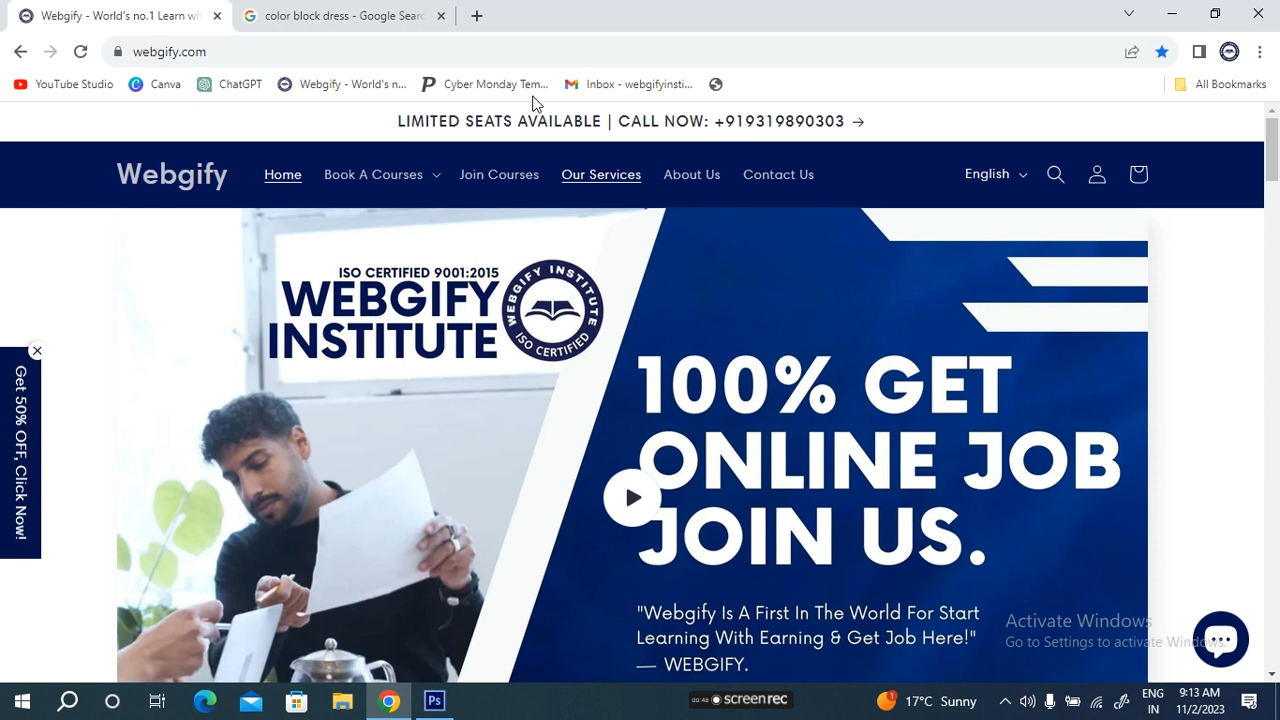 Webgify - World's no.1 Learn wi
color block dress - Google Sear
webgify.com
YouTube Studio
Canva
ChatGPT
Webgify - World's n...
Cyber Monday Tem...
Inbox - webgifyinsti...
All Bookmarks
LIMITED SEATS AVAILABLE | CALL NOW: +919319890303 →
Webgify
Home
Book A Courses
Join Courses
Our Services
About Us
Contact Us
English
ISO CERTIFIED 9001:2015
WEBGIFY
INSTITUTE
WEBGIFY INSTITUTE
ISO CERTIFIED
100% GET
ONLINE JOB
JOIN US.
"Webgify Is A First In The World For Start
Learning With Earning & Get Job Here!"
— WEBGIFY.
Get 50% OFF, Click Now!
Activate Windows
Go to Settings to activate Windows.
Ps
00:48
screenrec
1
17°C Sunny
ENG
IN
9:13 AM
11/2/2023